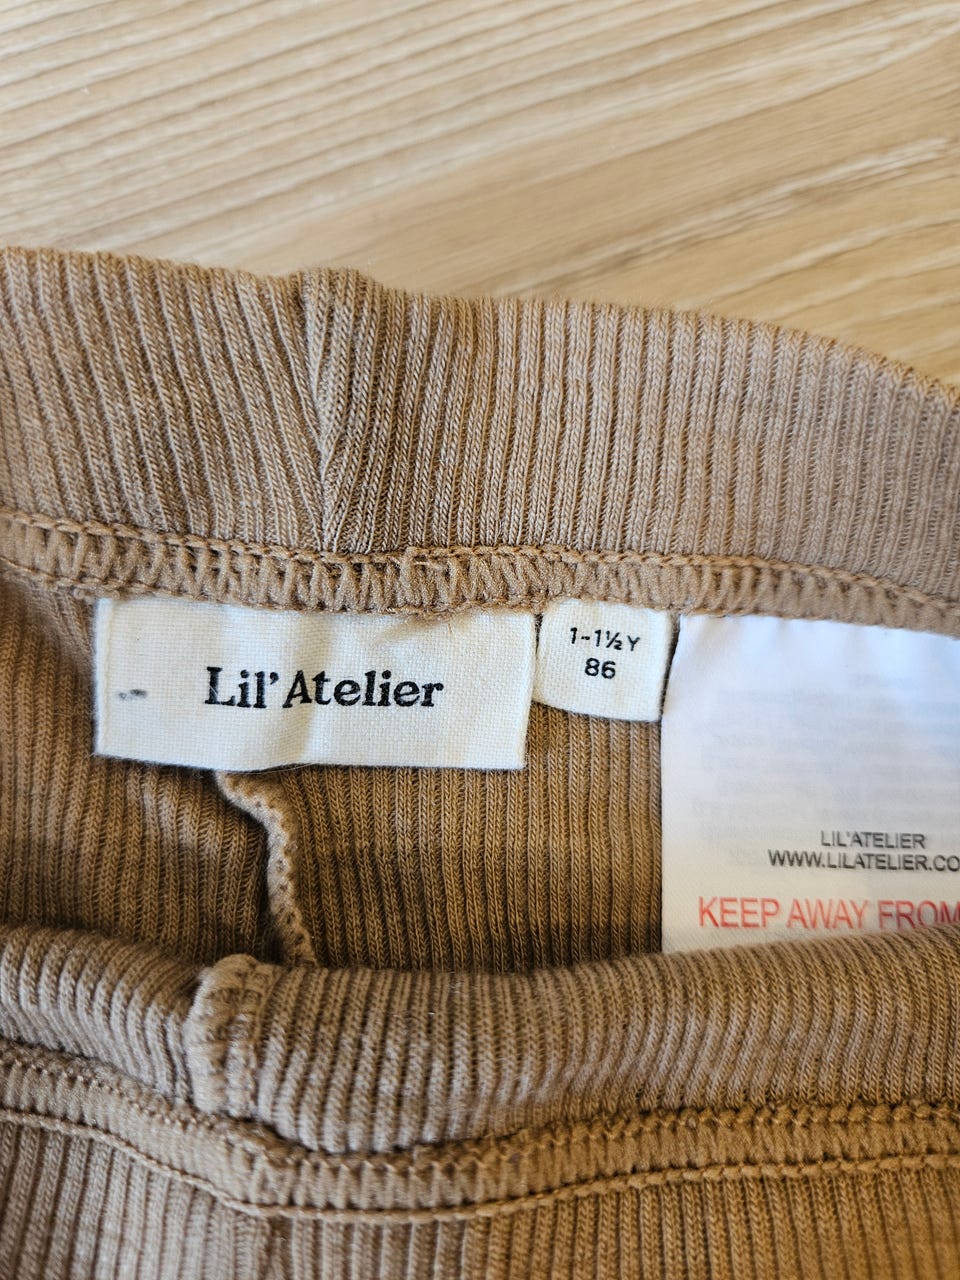 Lil'Atelier
1-1½Y
86
LIL'ATELIER
WWW.LILATELIER.CO
KEEP AWAY FROM